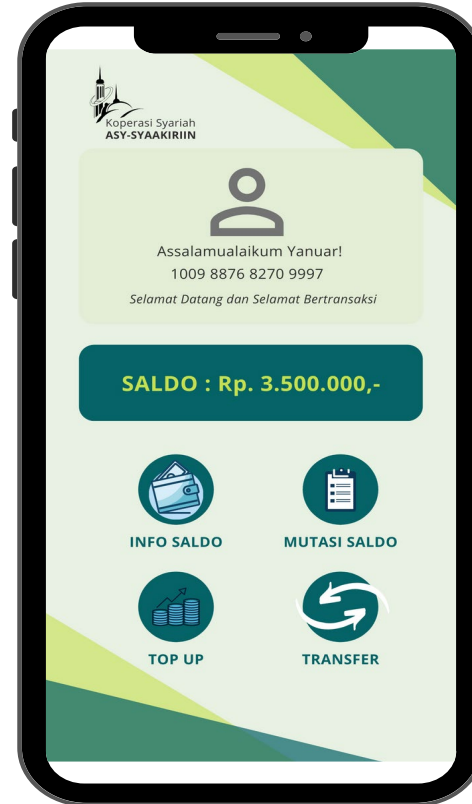 Koperasi Syariah
ASY-SYAAKIRIIN
Assalamualaikum Yanuar!
1009 8876 8270 9997
Selamat Datang dan Selamat Bertransaksi
SALDO : Rp. 3.500.000,-
INFO SALDO
MUTASI SALDO
TOP UP
TRANSFER